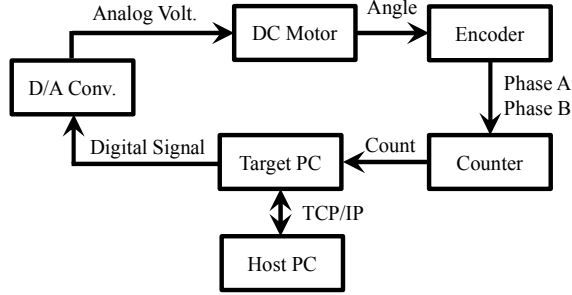 Analog Volt.
DC Motor
Angle
Encoder
D/A Conv.
Phase A
Phase B
Digital Signal
Target PC
Count
Counter
TCP/IP
Host PC